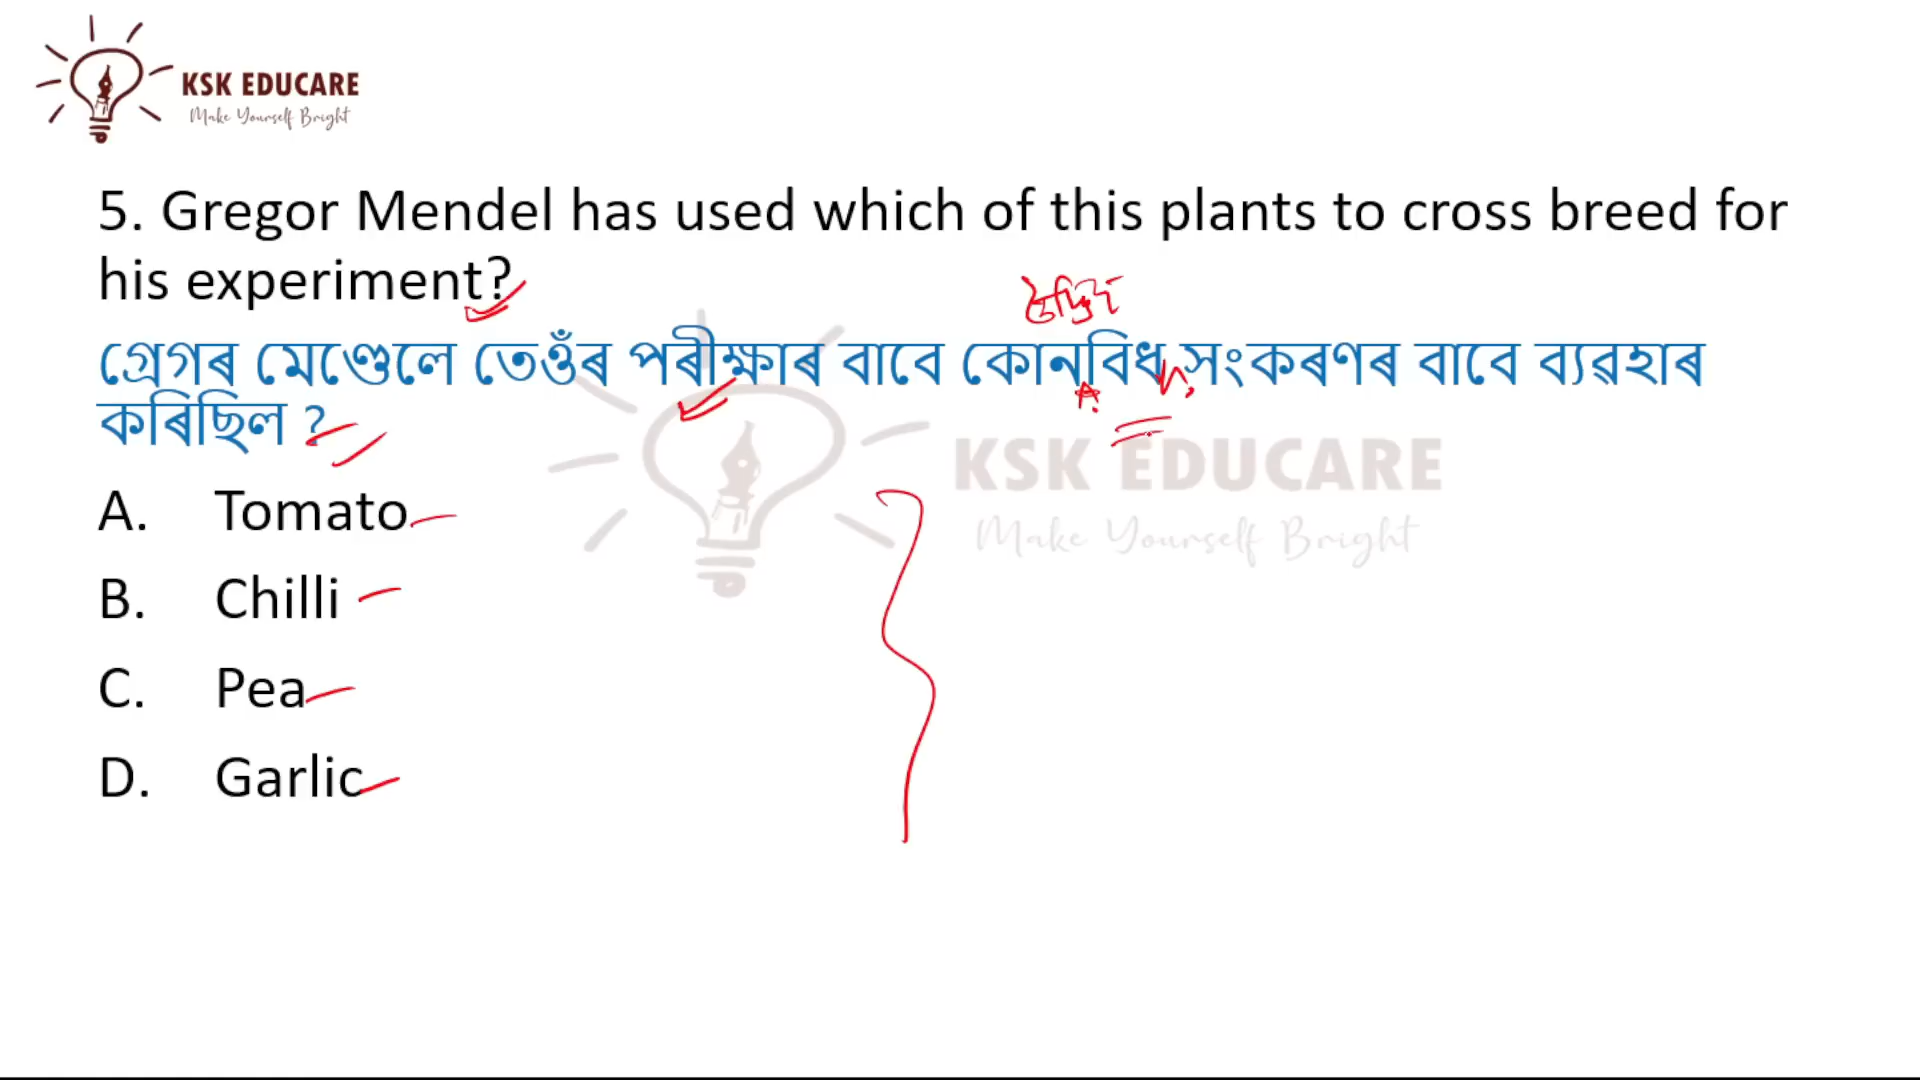 KSK EDUCARE
Make Yourself Bright
5. Gregor Mendel has used which of this plants to cross breed for
his experiment?
গ্ৰেগৰ মেণ্ডেলে তেওঁৰ পৰীক্ষাৰ বাবে কোনবিধ সংকৰণৰ বাবে ব্যৱহাৰ
কৰিছিল ?
KSK EDUCARE
Make Yourself Bright
A. Tomato
B. Chilli
C. Pea
D. Garlic